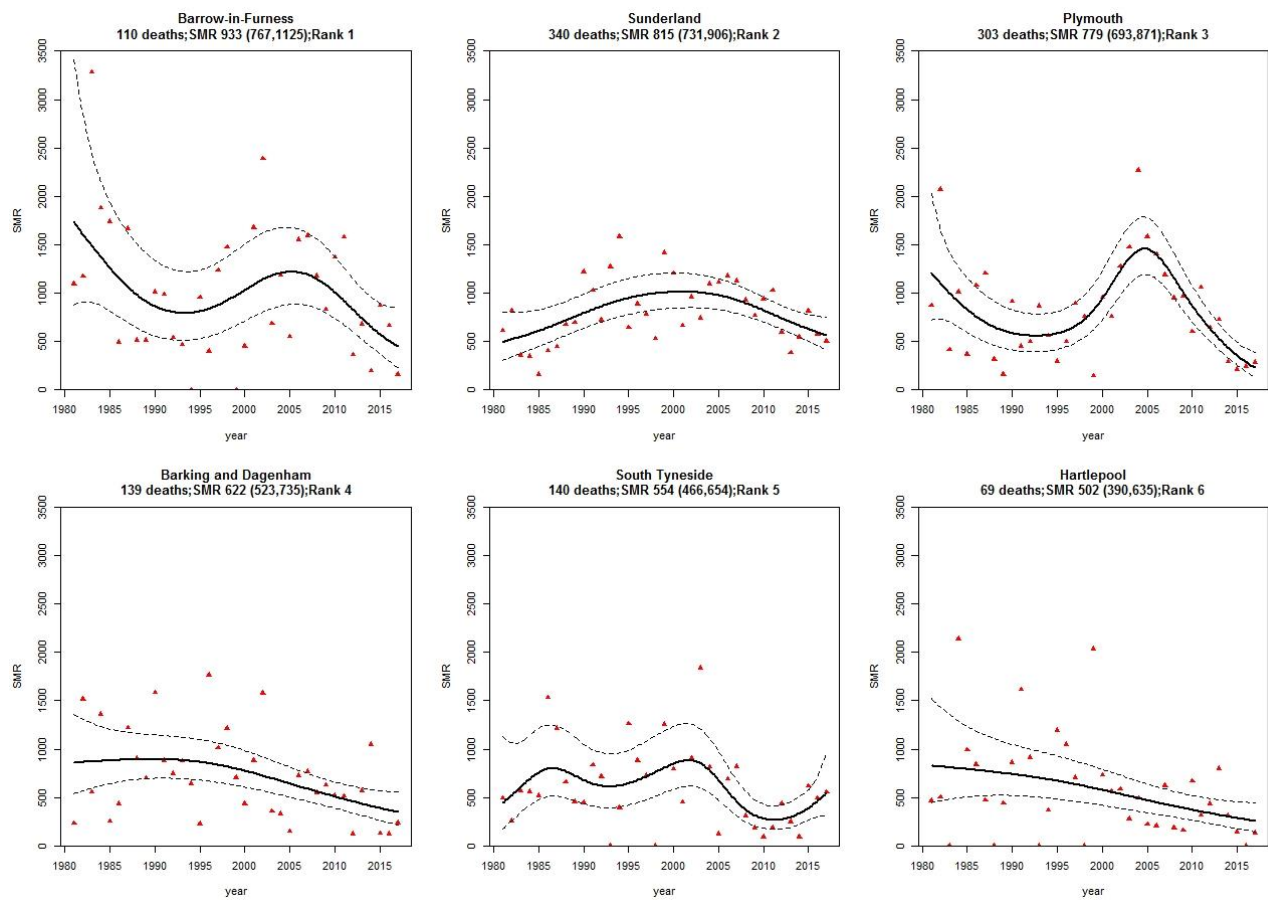 Barrow-in-Furness
110 deaths;SMR 933 (767,1125);Rank 1
SMR
3500
3000
2500
2000
1500
1000
500
0
1980 1985 1990 1995 2000 2005 2010 2015
year
Sunderland
340 deaths;SMR 815 (731,906);Rank 2
SMR
3500
3000
2500
2000
1500
1000
500
0
1980 1985 1990 1995 2000 2005 2010 2015
year
Plymouth
303 deaths;SMR 779 (693,871);Rank 3
SMR
3500
3000
2500
2000
1500
1000
500
0
1980 1985 1990 1995 2000 2005 2010 2015
year
Barking and Dagenham
139 deaths;SMR 622 (523,735);Rank 4
SMR
3500
3000
2500
2000
1500
1000
500
0
1980 1985 1990 1995 2000 2005 2010 2015
year
South Tyneside
140 deaths;SMR 554 (466,654);Rank 5
SMR
3500
3000
2500
2000
1500
1000
500
0
1980 1985 1990 1995 2000 2005 2010 2015
year
Hartlepool
69 deaths;SMR 502 (390,635);Rank 6
SMR
3500
3000
2500
2000
1500
1000
500
0
1980 1985 1990 1995 2000 2005 2010 2015
year